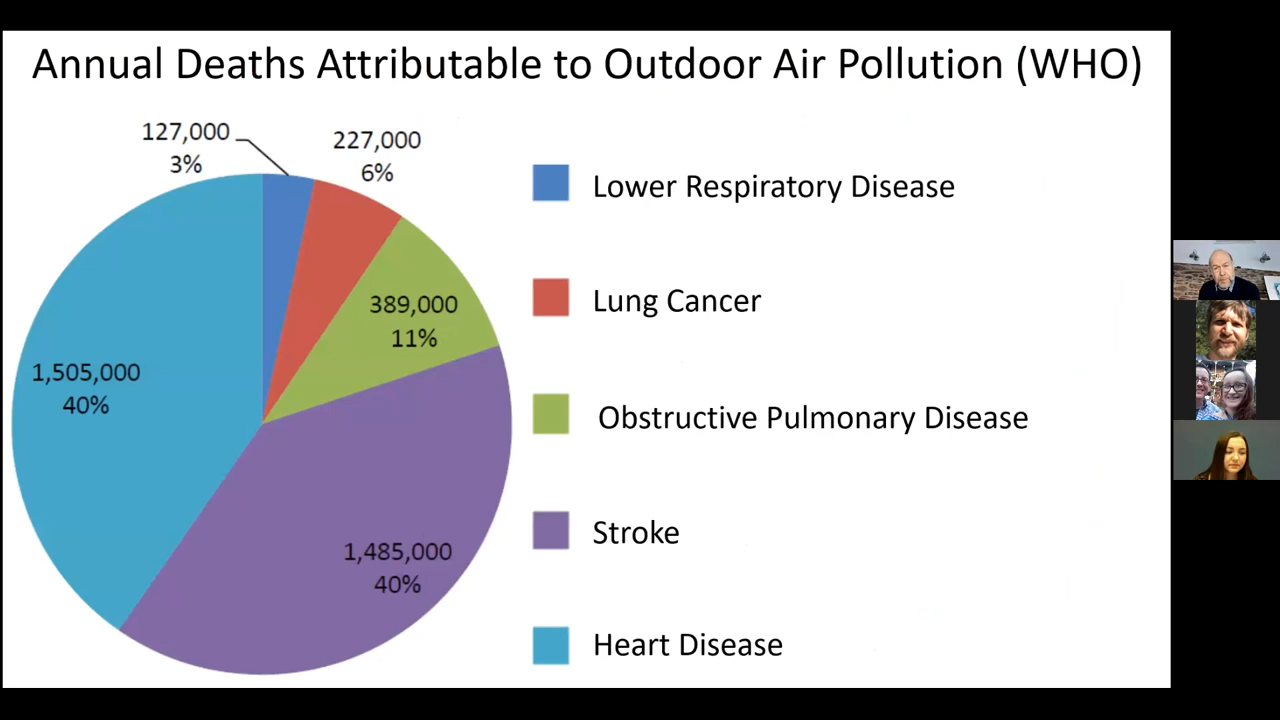 Annual Deaths Attributable to Outdoor Air Pollution (WHO)
127,000
3%
227,000
6%
389,000
11%
1,505,000
40%
1,485,000
40%
Lower Respiratory Disease
Lung Cancer
Obstructive Pulmonary Disease
Stroke
Heart Disease